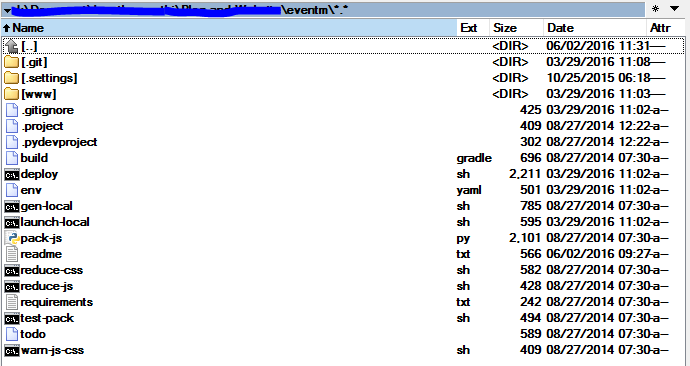 \eventm\*.*
Name Ext Size Date Attr
[..] <DIR> 06/02/2016 11:31 ----
[.git] <DIR> 03/29/2016 11:08 ----
[.settings] <DIR> 10/25/2015 06:18 ----
[www] <DIR> 03/29/2016 11:03 ----
.gitignore 425 03/29/2016 11:02 -a--
.project 409 08/27/2014 12:22 -a--
.pydevproject 302 08/27/2014 12:22 -a--
build gradle 696 08/27/2014 07:30 -a--
deploy sh 2,211 03/29/2016 11:02 -a--
env yaml 501 03/29/2016 11:02 -a--
gen-local sh 785 08/27/2014 07:30 -a--
launch-local sh 595 03/29/2016 11:02 -a--
pack-js py 2,101 08/27/2014 07:30 -a--
readme txt 566 06/02/2016 09:27 -a--
reduce-css sh 582 08/27/2014 07:30 -a--
reduce-js sh 428 08/27/2014 07:30 -a--
requirements txt 242 08/27/2014 07:30 -a--
test-pack sh 494 08/27/2014 07:30 -a--
todo 589 08/27/2014 07:30 -a--
warn-js-css sh 409 08/27/2014 07:30 -a--